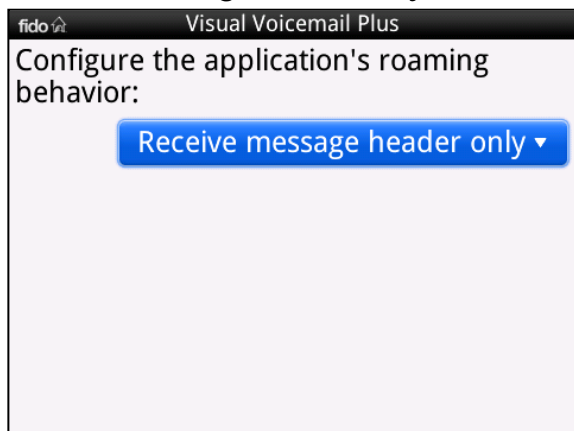 fido
Visual Voicemail Plus
Configure the application's roaming
behavior:
Receive message header only